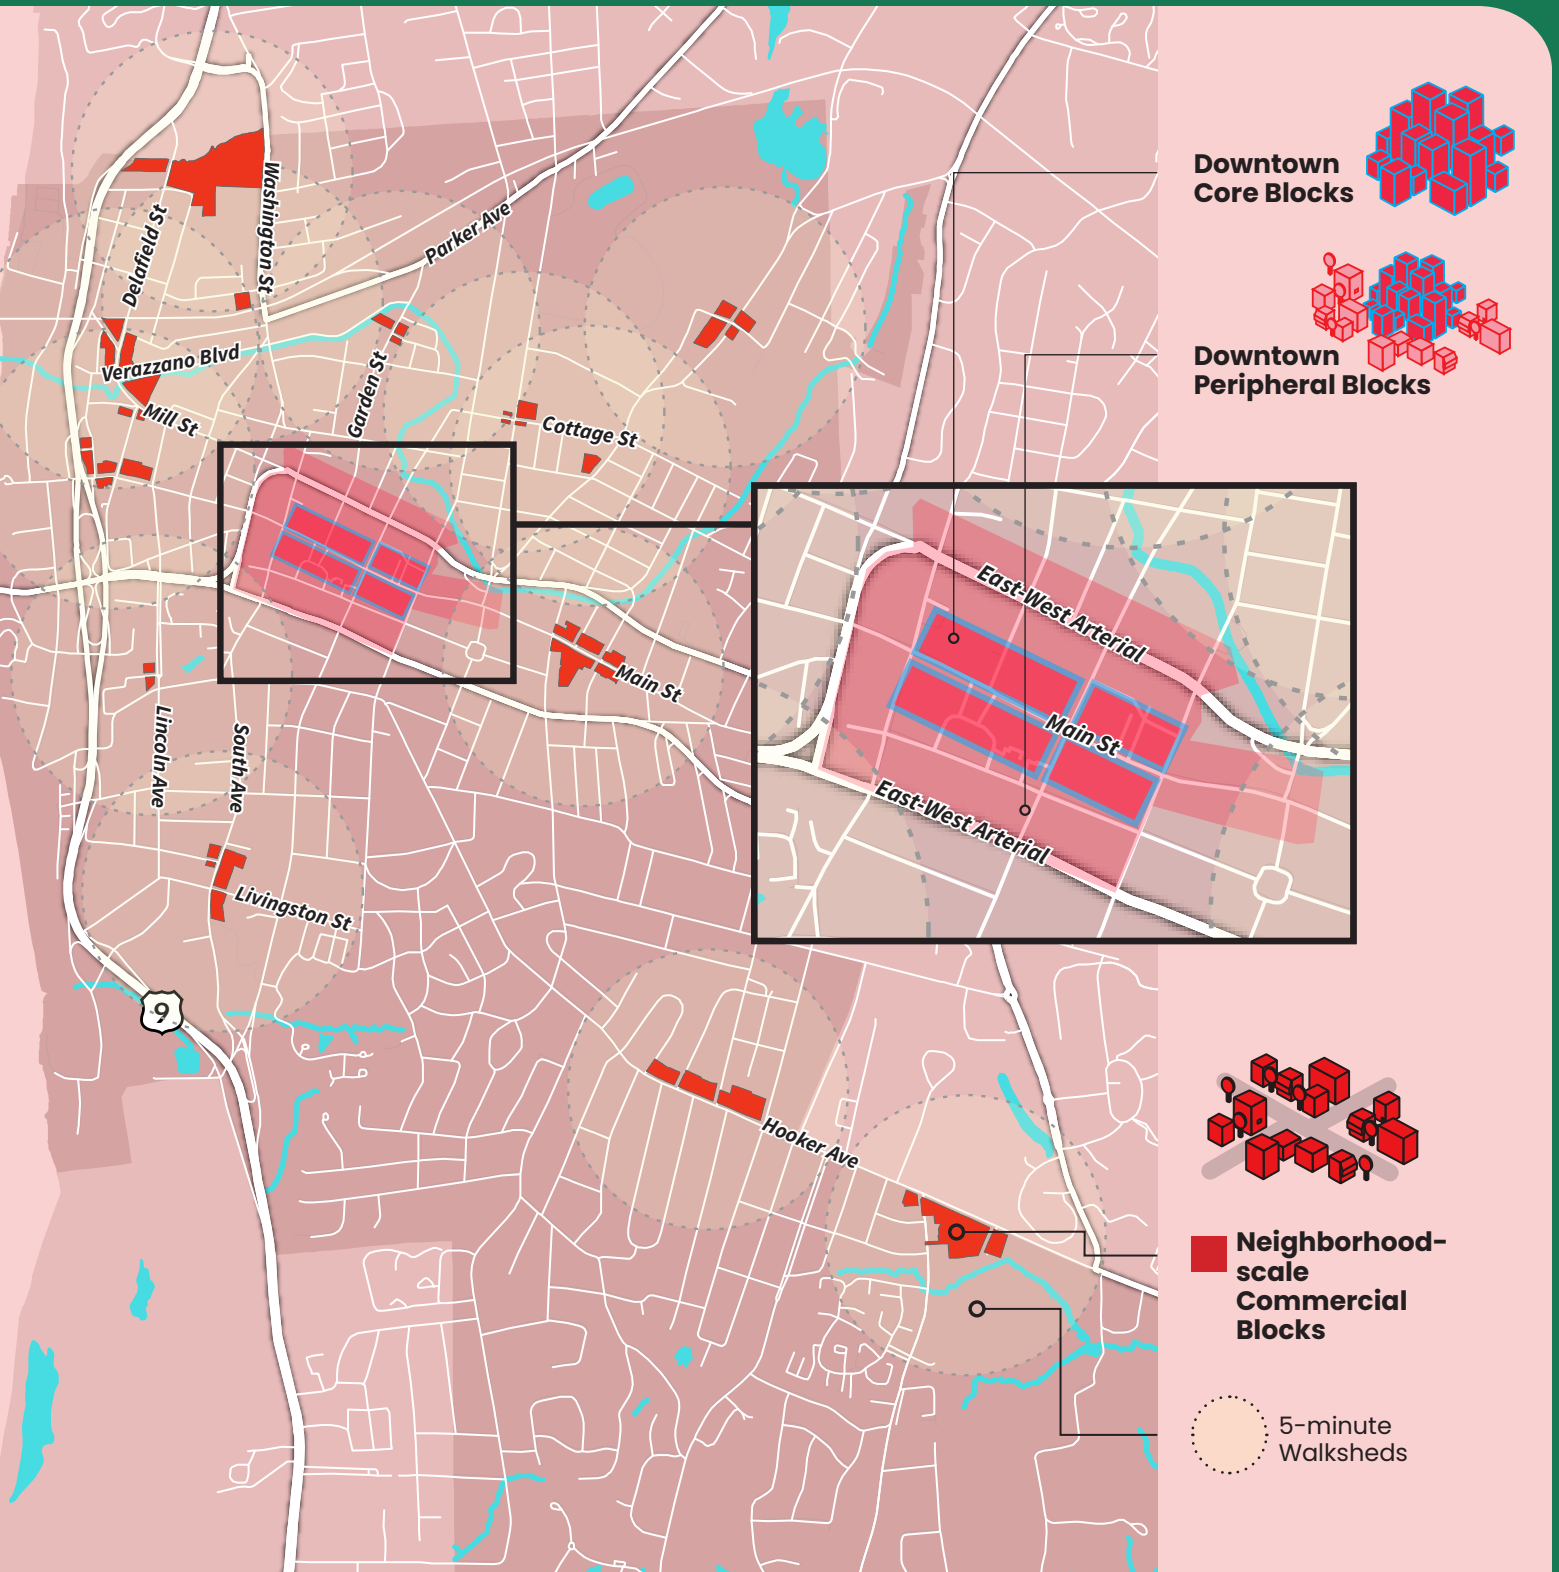 Downtown
Core Blocks
Washington St
Delafield St
Parker Ave
Downtown
Peripheral Blocks
Verazzano Blvd
Garden St
Mill St
Cottage St
East-West Arterial
Main St
Main St
East-West Arterial
Lincoln Ave
South Ave
Livingston St
9
Hooker Ave
Neighborhood-
scale
Commercial
Blocks
5-minute
Walksheds